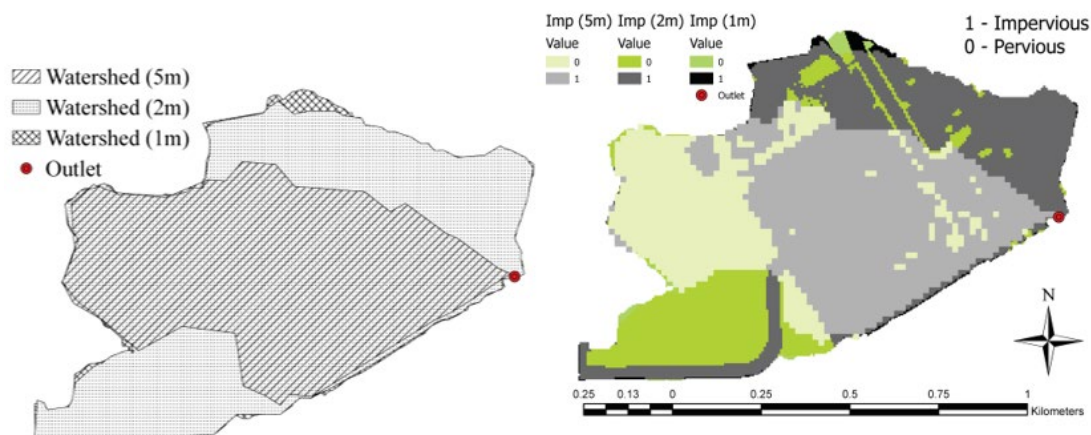 Watershed (5m)
Watershed (2m)
Watershed (1m)
Outlet
Imp (5m) Imp (2m) Imp (1m)
Value Value Value
0 0 0
1 1 1
Outlet
1 - Impervious
0 - Pervious
N
0.25 0.13 0 0.25 0.5 0.75 1
Kilometers